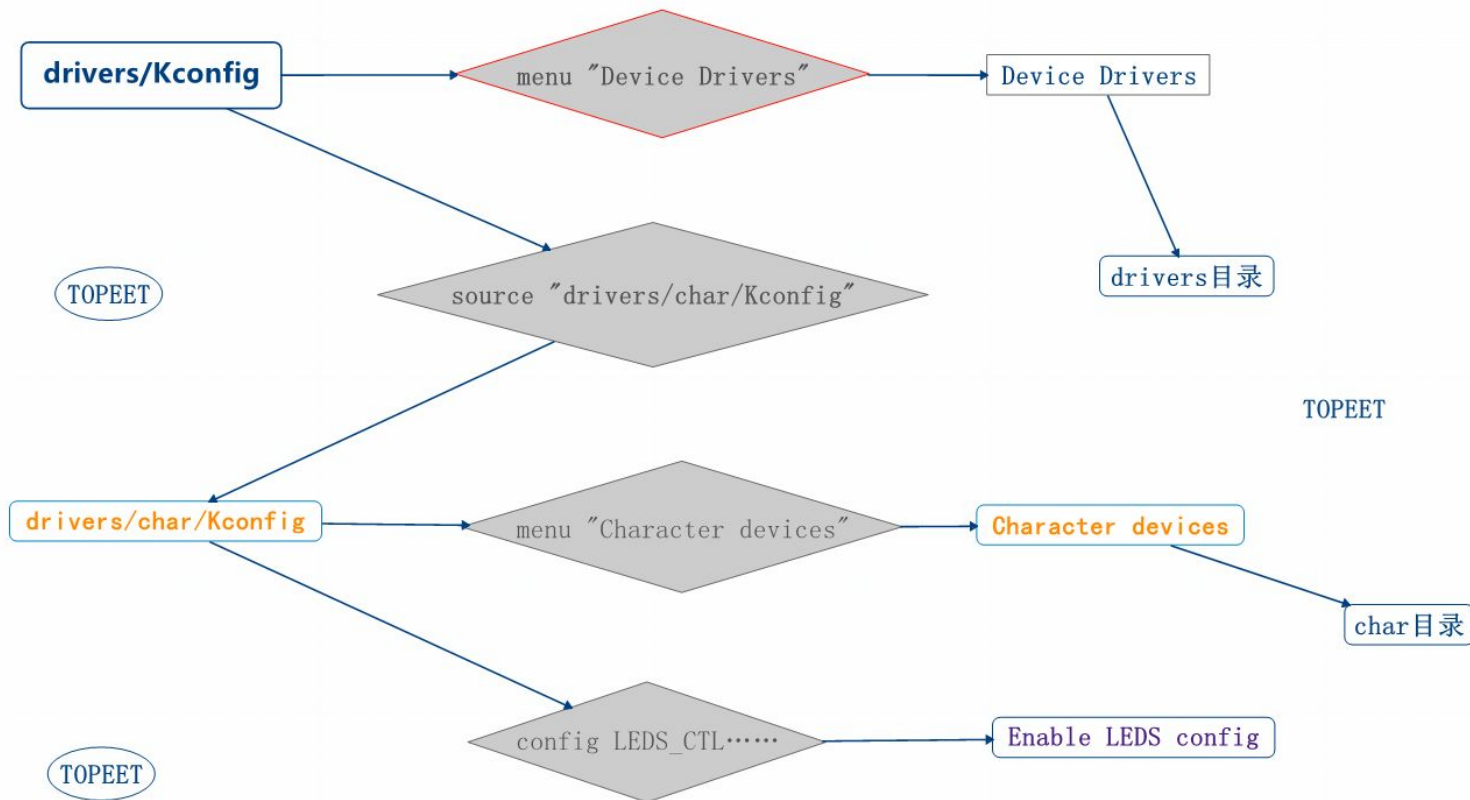 drivers/Kconfig
menu "Device Drivers"
Device Drivers
TOPEET
source "drivers/char/Kconfig"
drivers目录
TOPEET
drivers/char/Kconfig
menu "Character devices"
Character devices
char目录
config LEDS_CTL……
Enable LEDS config
TOPEET